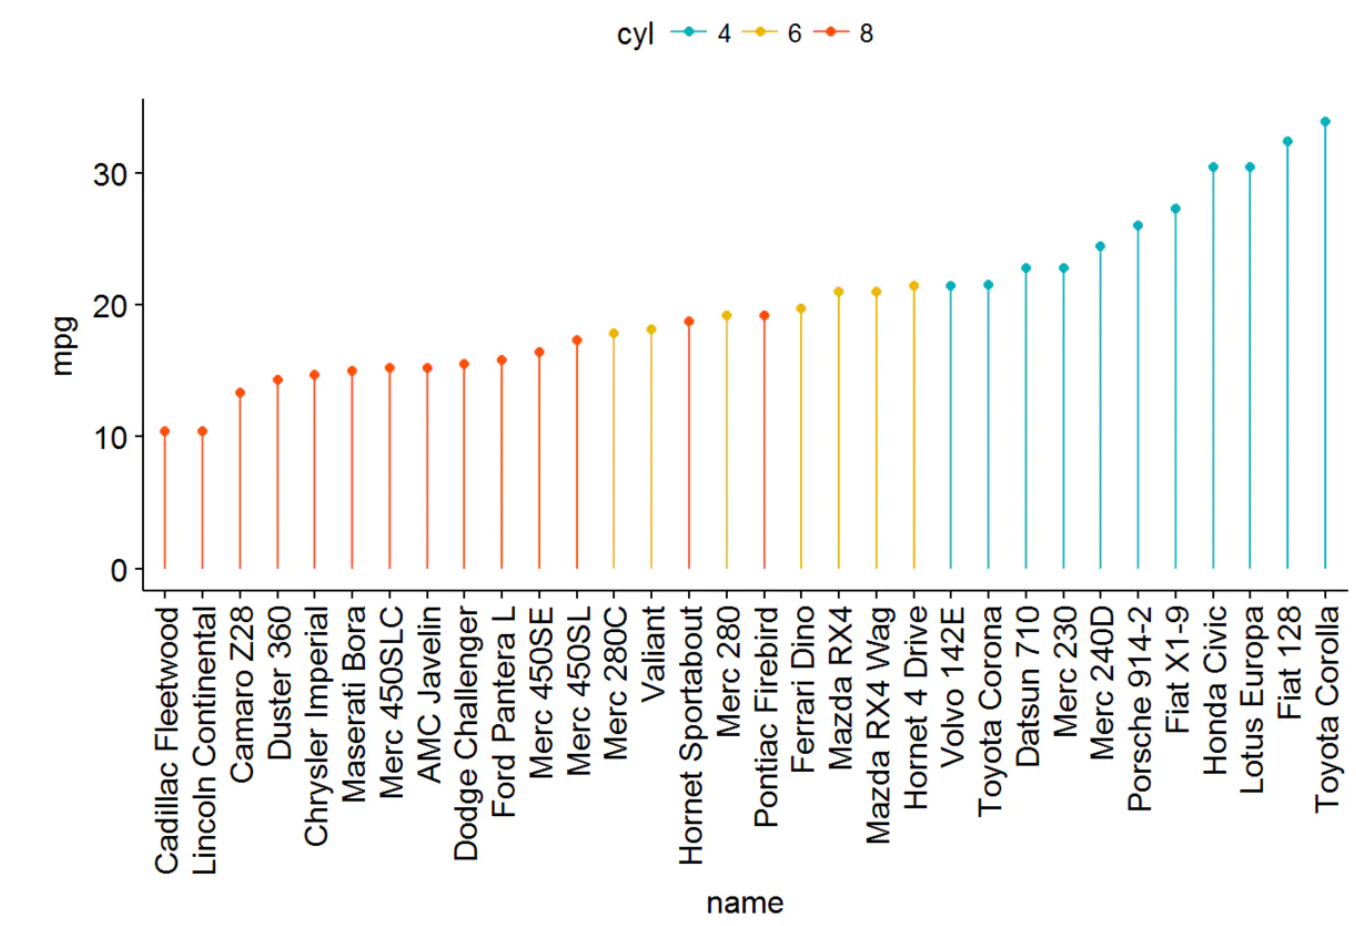 cyl 4 6 8
30
20
10
0
mpg
Cadillac Fleetwood
Lincoln Continental
Camaro Z28
Duster 360
Chrysler Imperial
Maserati Bora
Merc 450SLC
AMC Javelin
Dodge Challenger
Ford Pantera L
Merc 450SE
Merc 450SL
Merc 280C
Valiant
Hornet Sportabout
Merc 280
Pontiac Firebird
Ferrari Dino
Mazda RX4
Mazda RX4 Wag
Hornet 4 Drive
Volvo 142E
Toyota Corona
Datsun 710
Merc 230
Merc 240D
Porsche 914-2
Fiat X1-9
Honda Civic
Lotus Europa
Fiat 128
Toyota Corolla
name